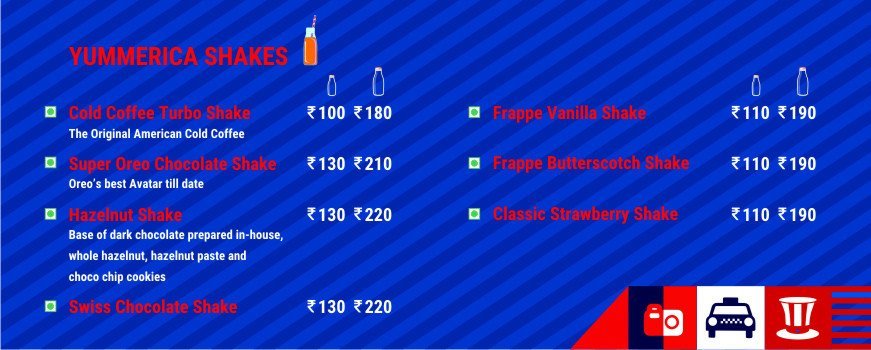 YUMMERICA SHAKES
Cold Coffee Turbo Shake ₹100 ₹180
The Original American Cold Coffee
Super Oreo Chocolate Shake ₹130 ₹210
Oreo's best Avatar till date
Hazelnut Shake ₹130 ₹220
Base of dark chocolate prepared in-house,
whole hazelnut, hazelnut paste and
choco chip cookies
Swiss Chocolate Shake ₹130 ₹220
Frappe Vanilla Shake ₹110 ₹190
Frappe Butterscotch Shake ₹110 ₹190
Classic Strawberry Shake ₹110 ₹190